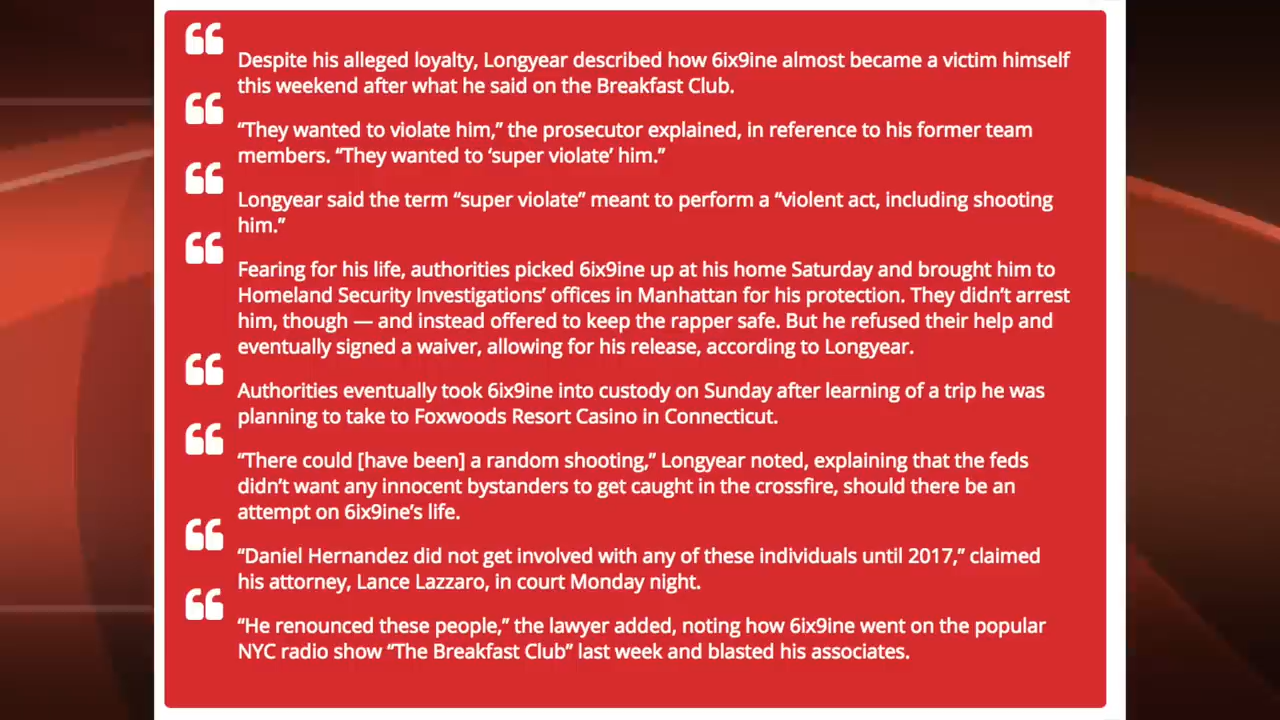 Despite his alleged loyalty, Longyear described how 6ix9ine almost became a victim himself
this weekend after what he said on the Breakfast Club.
“They wanted to violate him,” the prosecutor explained, in reference to his former team
members. “They wanted to ‘super violate’ him.”
Longyear said the term “super violate” meant to perform a “violent act, including shooting
him.”
Fearing for his life, authorities picked 6ix9ine up at his home Saturday and brought him to
Homeland Security Investigations’ offices in Manhattan for his protection. They didn’t arrest
him, though — and instead offered to keep the rapper safe. But he refused their help and
eventually signed a waiver, allowing for his release, according to Longyear.
Authorities eventually took 6ix9ine into custody on Sunday after learning of a trip he was
planning to take to Foxwoods Resort Casino in Connecticut.
“There could [have been] a random shooting,” Longyear noted, explaining that the feds
didn’t want any innocent bystanders to get caught in the crossfire, should there be an
attempt on 6ix9ine’s life.
“Daniel Hernandez did not get involved with any of these individuals until 2017,” claimed
his attorney, Lance Lazzaro, in court Monday night.
“He renounced these people,” the lawyer added, noting how 6ix9ine went on the popular
NYC radio show “The Breakfast Club” last week and blasted his associates.